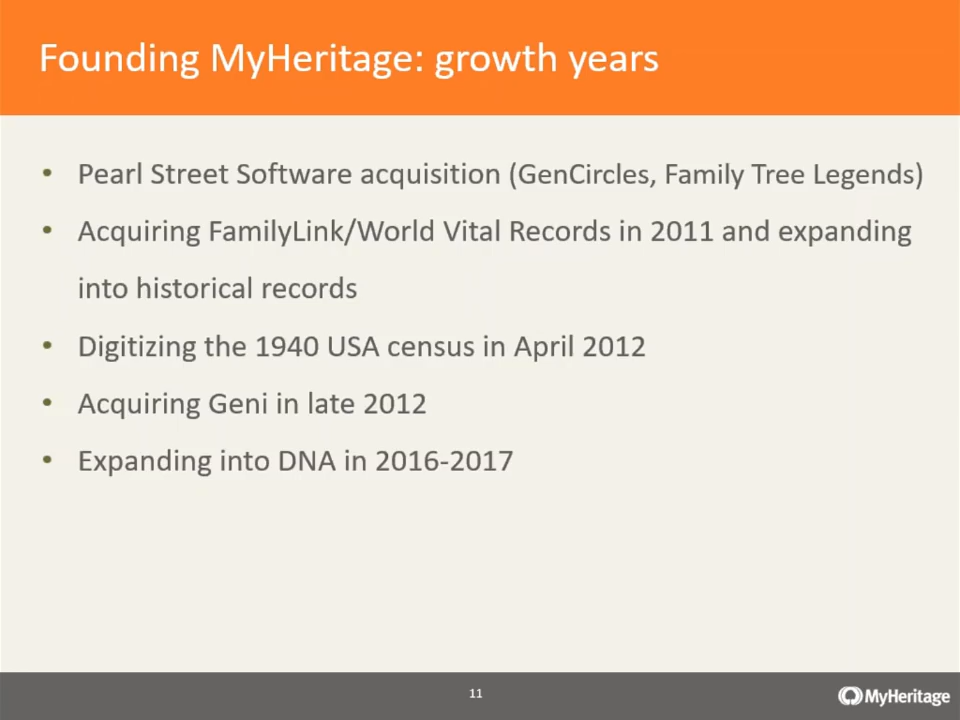 Founding MyHeritage: growth years
• Pearl Street Software acquisition (GenCircles, Family Tree Legends)
• Acquiring FamilyLink/World Vital Records in 2011 and expanding
into historical records
• Digitizing the 1940 USA census in April 2012
• Acquiring Geni in late 2012
• Expanding into DNA in 2016-2017
11
MyHeritage